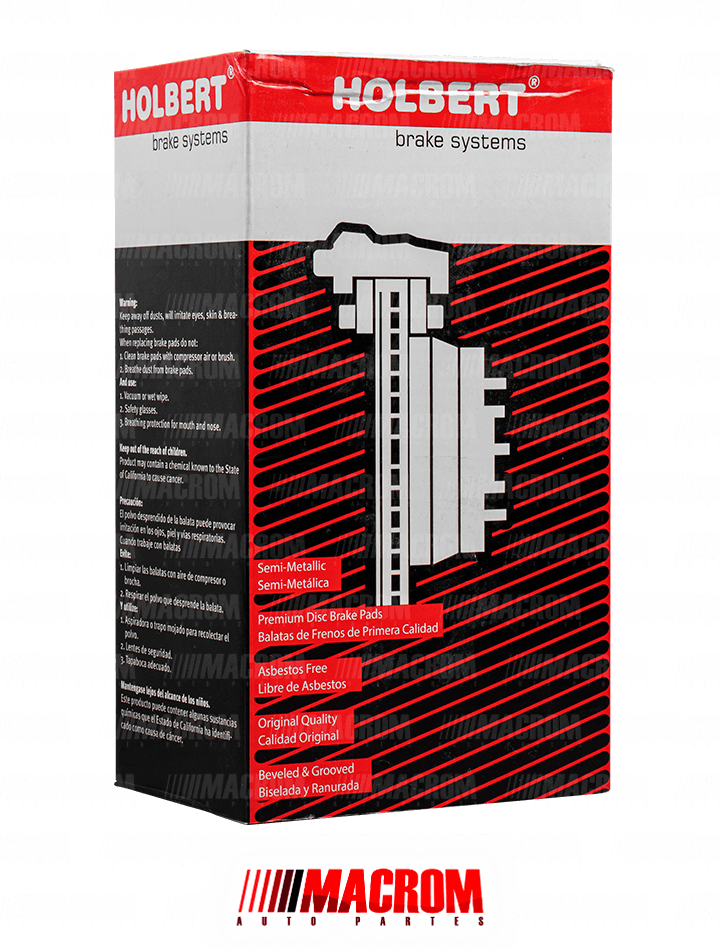 HOLBERT®
brake systems
Warning:
Keep away off dusts, will irritate eyes, skin & brea-
thing passages.
When replacing brake pads do not:
1. Clean brake pads with compressor air or brush.
2. Breathe dust from brake pads.
And use:
1. Vacuum or wet wipe.
2. Safety glasses.
3. Breathing protection for mouth and nose.
Keep out of the reach of children.
Product may contain a chemical known to the State
of California to cause cancer.
Precaución:
El polvo desprendido de la balata puede provocar
irritación en los ojos, piel y vias respiratorias.
Cuando trabaje con balatas
Evite:
1. Limpiar las balatas con aire de compresor o
brocha.
2. Respirar el polvo que desprende la balata.
Y utilize:
1. Aspiradora o trapo mojado para recolectar el
polvo.
2. Lentes de seguridad.
3. Tapaboca adecuado.
Mantengase lejos del alcance de los niños.
Este producto puede contener algunas sustancias
químicas que el Estado de California ha identifi-
cado como causa de cáncer.
HOLBERT®
brake systems
Semi-Metallic
Semi-Metálica
Premium Disc Brake Pads
Balatas de Frenos de Primera Calidad
Asbestos Free
Libre de Asbestos
Original Quality
Calidad Original
Beveled & Grooved
Biselada y Ranurada
MACROM
AUTO PARTES